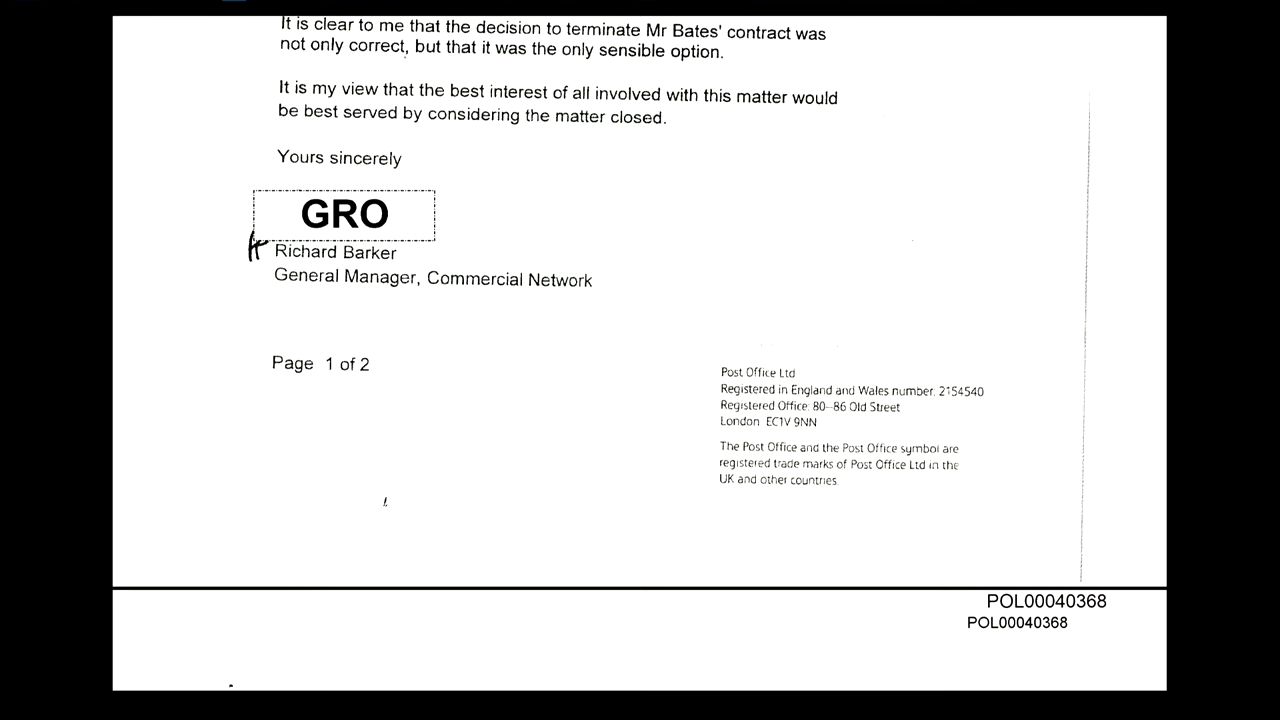 It is clear to me that the decision to terminate Mr Bates' contract was
not only correct, but that it was the only sensible option.
It is my view that the best interest of all involved with this matter would
be best served by considering the matter closed.
Yours sincerely
GRO
Richard Barker
General Manager, Commercial Network
Page 1 of 2
Post Office Ltd
Registered in England and Wales number: 2154540
Registered Office: 80-86 Old Street
London EC1V 9NN
The Post Office and the Post Office symbol are
registered trade marks of Post Office Ltd in the
UK and other countries.
POL00040368
POL00040368